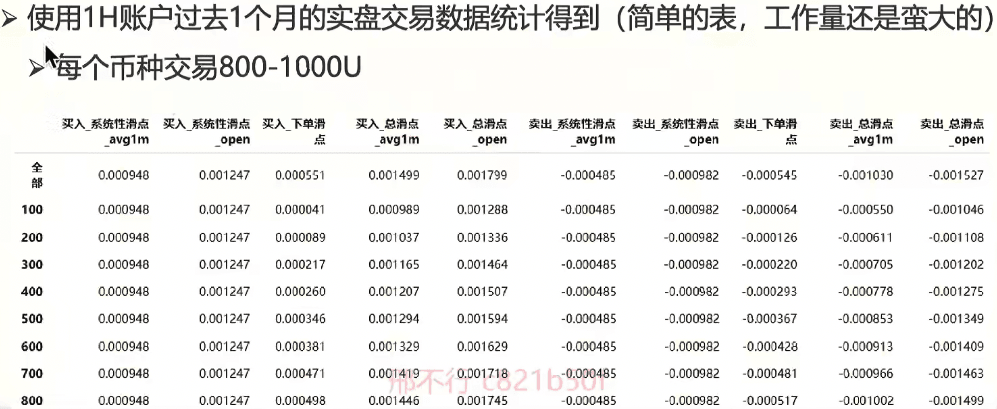 ➢ 使用1H账户过去1个月的实盘交易数据统计得到（简单的表，工作量还是蛮大的）
➢ 每个币种交易800-1000U
买入_系统性滑点_avg1m 买入_系统性滑点_open 买入_下单滑点 买入_总滑点_avg1m 买入_总滑点_open 卖出_系统性滑点_avg1m 卖出_系统性滑点_open 卖出_下单滑点 卖出_总滑点_avg1m 卖出_总滑点_open
全部 0.000948 0.001247 0.000551 0.001499 0.001799 -0.000485 -0.000982 -0.000545 -0.001030 -0.001527
100 0.000948 0.001247 0.000041 0.000989 0.001288 -0.000485 -0.000982 -0.000064 -0.000550 -0.001046
200 0.000948 0.001247 0.000089 0.001037 0.001336 -0.000485 -0.000982 -0.000126 -0.000611 -0.001108
300 0.000948 0.001247 0.000217 0.001165 0.001464 -0.000485 -0.000982 -0.000220 -0.000705 -0.001202
400 0.000948 0.001247 0.000260 0.001207 0.001507 -0.000485 -0.000982 -0.000293 -0.000778 -0.001275
500 0.000948 0.001247 0.000346 0.001294 0.001594 -0.000485 -0.000982 -0.000367 -0.000853 -0.001349
600 0.000948 0.001247 0.000381 0.001329 0.001629 -0.000485 -0.000982 -0.000428 -0.000913 -0.001409
700 0.000948 0.001247 0.000471 0.001419 0.001718 -0.000485 -0.000982 -0.000481 -0.000966 -0.001463
800 0.000948 0.001247 0.000498 0.001446 0.001745 -0.000485 -0.000982 -0.000517 -0.001002 -0.001499